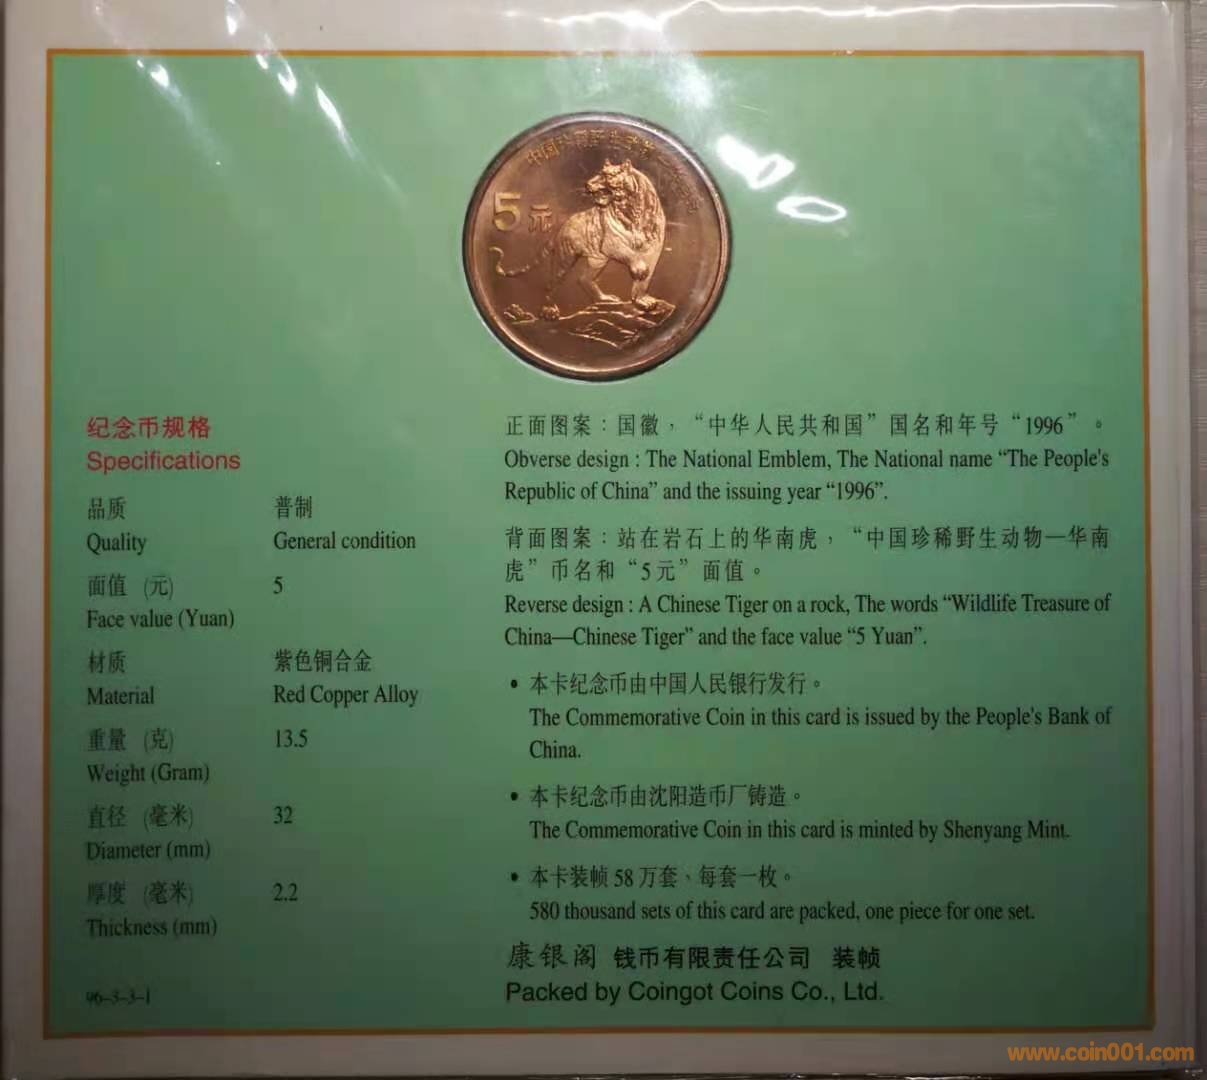 5元
纪念币规格
Specifications
品质 普制
Quality General condition
面值 (元) 5
Face value (Yuan)
材质 紫色铜合金
Material Red Copper Alloy
重量 (克) 13.5
Weight (Gram)
直径 (毫米) 32
Diameter (mm)
厚度 (毫米) 2.2
Thickness (mm)
96-3-3-1
正面图案：国徽，“中华人民共和国”国名和年号“1996”。
Obverse design : The National Emblem, The National name “The People's
Republic of China” and the issuing year “1996”.
背面图案：站在岩石上的华南虎，“中国珍稀野生动物—华南
虎”币名和“5元”面值。
Reverse design : A Chinese Tiger on a rock, The words “Wildlife Treasure of
China—Chinese Tiger” and the face value “5 Yuan”.
• 本卡纪念币由中国人民银行发行。
The Commemorative Coin in this card is issued by the People's Bank of
China.
• 本卡纪念币由沈阳造币厂铸造。
The Commemorative Coin in this card is minted by Shenyang Mint.
• 本卡装帧58万套、每套一枚。
580 thousand sets of this card are packed, one piece for one set.
康银阁 钱币有限责任公司 装帧
Packed by Coingot Coins Co., Ltd.
www.coin001.com